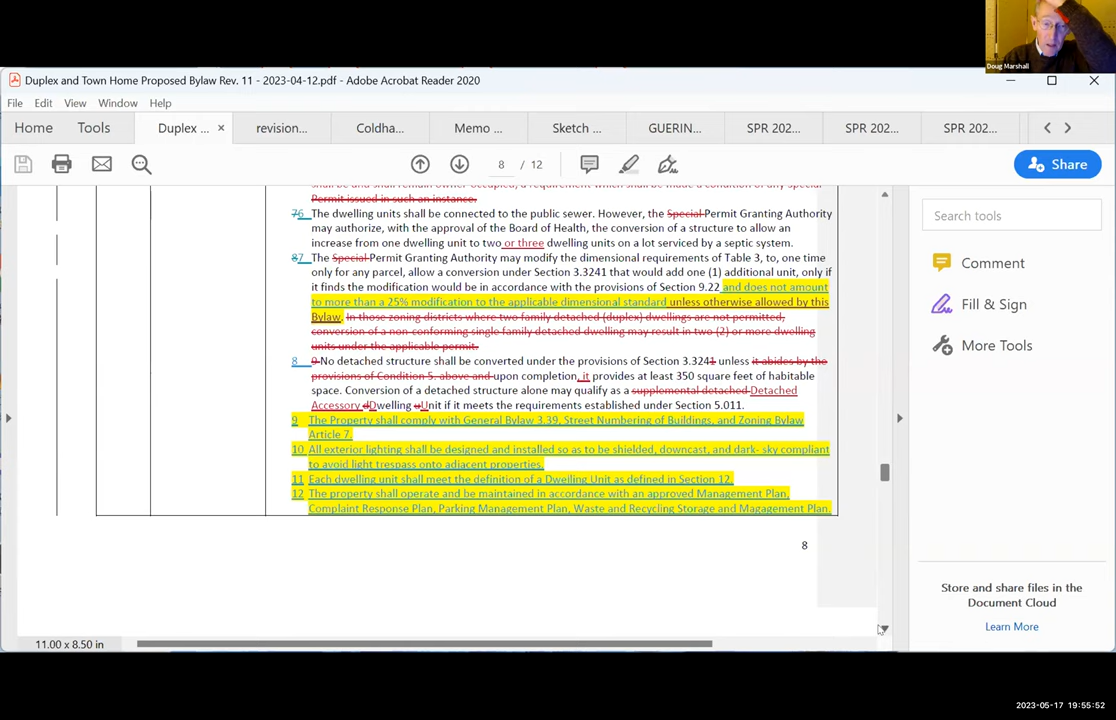 Doug Marshall
Duplex and Town Home Proposed Bylaw Rev. 11 - 2023-04-12.pdf - Adobe Acrobat Reader 2020
File Edit View Window Help
Home Tools Duplex ... × revision... Coldha... Memo ... Sketch ... GUERIN... SPR 202... SPR 202... SPR 202...
8 / 12
Share
shall be and shall remain owner occupied, a requirement which shall be made a condition of any Special
Permit issued in such an instance.
76 The dwelling units shall be connected to the public sewer. However, the Special Permit Granting Authority
may authorize, with the approval of the Board of Health, the conversion of a structure to allow an
increase from one dwelling unit to two or three dwelling units on a lot serviced by a septic system.
87 The Special Permit Granting Authority may modify the dimensional requirements of Table 3, to, one time
only for any parcel, allow a conversion under Section 3.3241 that would add one (1) additional unit, only if
it finds the modification would be in accordance with the provisions of Section 9.22 and does not amount
to more than a 25% modification to the applicable dimensional standard unless otherwise allowed by this
Bylaw. In those zoning districts where two family detached (duplex) dwellings are not permitted,
conversion of a non-conforming single family detached dwelling may result in two (2) or more dwelling
units under the applicable permit.
8 9 No detached structure shall be converted under the provisions of Section 3.3241 unless it abides by the
provisions of Condition 5. above and upon completion, it provides at least 350 square feet of habitable
space. Conversion of a detached structure alone may qualify as a supplemental detached Detached
Accessory dDwelling uUnit if it meets the requirements established under Section 5.011.
9 The Property shall comply with General Bylaw 3.39, Street Numbering of Buildings, and Zoning Bylaw
Article 7.
10 All exterior lighting shall be designed and installed so as to be shielded, downcast, and dark- sky compliant
to avoid light trespass onto adjacent properties.
11 Each dwelling unit shall meet the definition of a Dwelling Unit as defined in Section 12.
12 The property shall operate and be maintained in accordance with an approved Management Plan,
Complaint Response Plan, Parking Management Plan, Waste and Recycling Storage and Magagement Plan.
8
11.00 x 8.50 in
Search tools
Comment
Fill & Sign
More Tools
Store and share files in the
Document Cloud
Learn More
2023-05-17 19:55:52